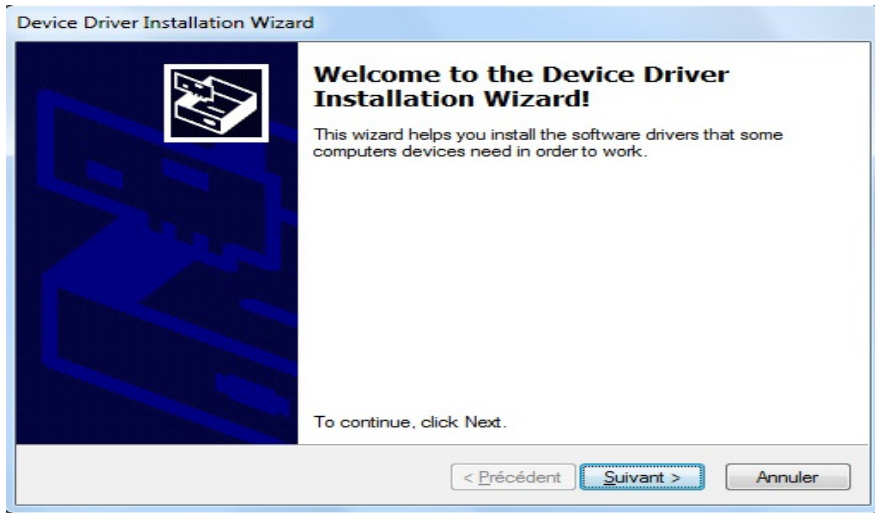 Device Driver Installation Wizard
Welcome to the Device Driver
Installation Wizard!
This wizard helps you install the software drivers that some
computers devices need in order to work.
To continue, click Next.
< Précédent Suivant > Annuler